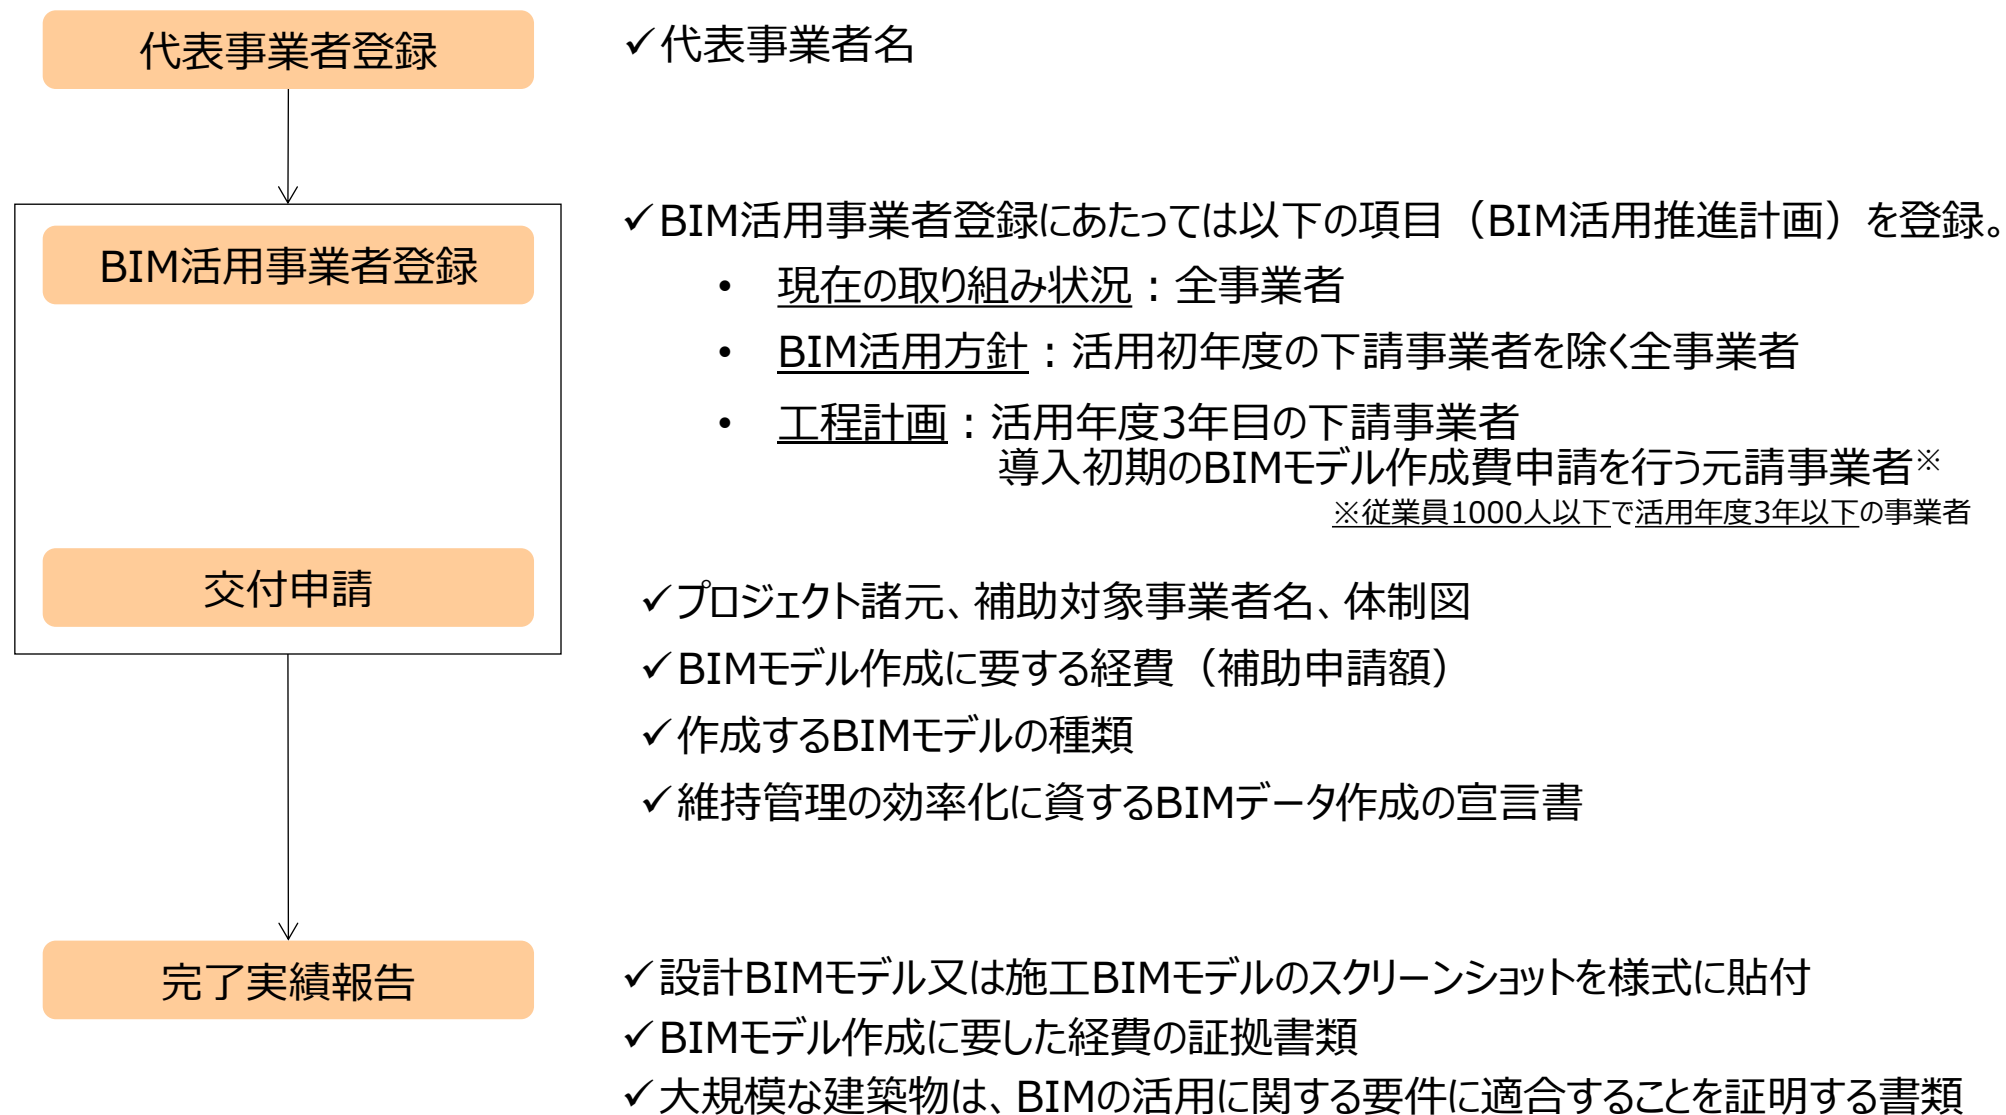 代表事業者登録
✓代表事業者名
BIM活用事業者登録
✓BIM活用事業者登録にあたっては以下の項目（BIM活用推進計画）を登録。
• 現在の取り組み状況：全事業者
• BIM活用方針：活用初年度の下請事業者を除く全事業者
• 工程計画：活用年度3年目の下請事業者
導入初期のBIMモデル作成費申請を行う元請事業者※
※従業員1000人以下で活用年度3年以下の事業者
交付申請
✓プロジェクト諸元、補助対象事業者名、体制図
✓BIMモデル作成に要する経費（補助申請額）
✓作成するBIMモデルの種類
✓維持管理の効率化に資するBIMデータ作成の宣言書
完了実績報告
✓設計BIMモデル又は施工BIMモデルのスクリーンショットを様式に貼付
✓BIMモデル作成に要した経費の証拠書類
✓大規模な建築物は、BIMの活用に関する要件に適合することを証明する書類